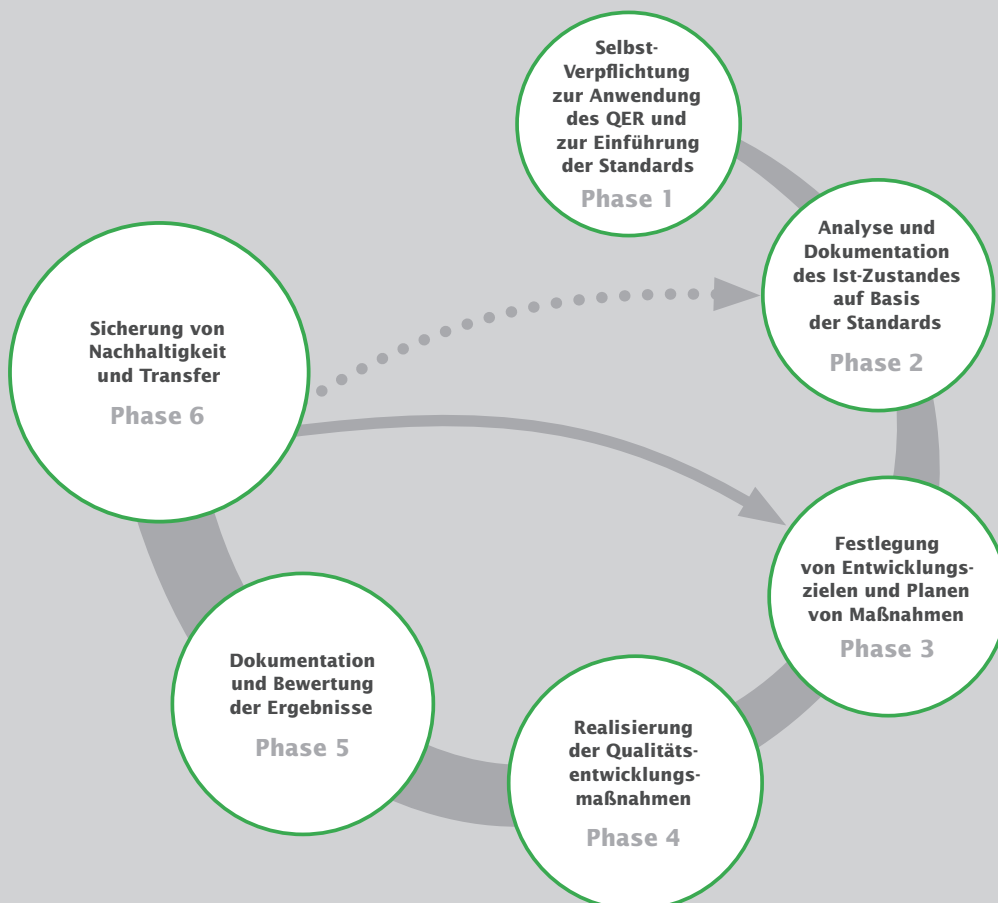 Selbst-
Verpflichtung
zur Anwendung
des QER und
zur Einführung
der Standards
Phase 1
Analyse und
Dokumentation
des Ist-Zustandes
auf Basis
der Standards
Phase 2
Festlegung
von Entwicklungs-
zielen und Planen
von Maßnahmen
Phase 3
Realisierung
der Qualitäts-
entwicklungs-
maßnahmen
Phase 4
Dokumentation
und Bewertung
der Ergebnisse
Phase 5
Sicherung von
Nachhaltigkeit
und Transfer
Phase 6